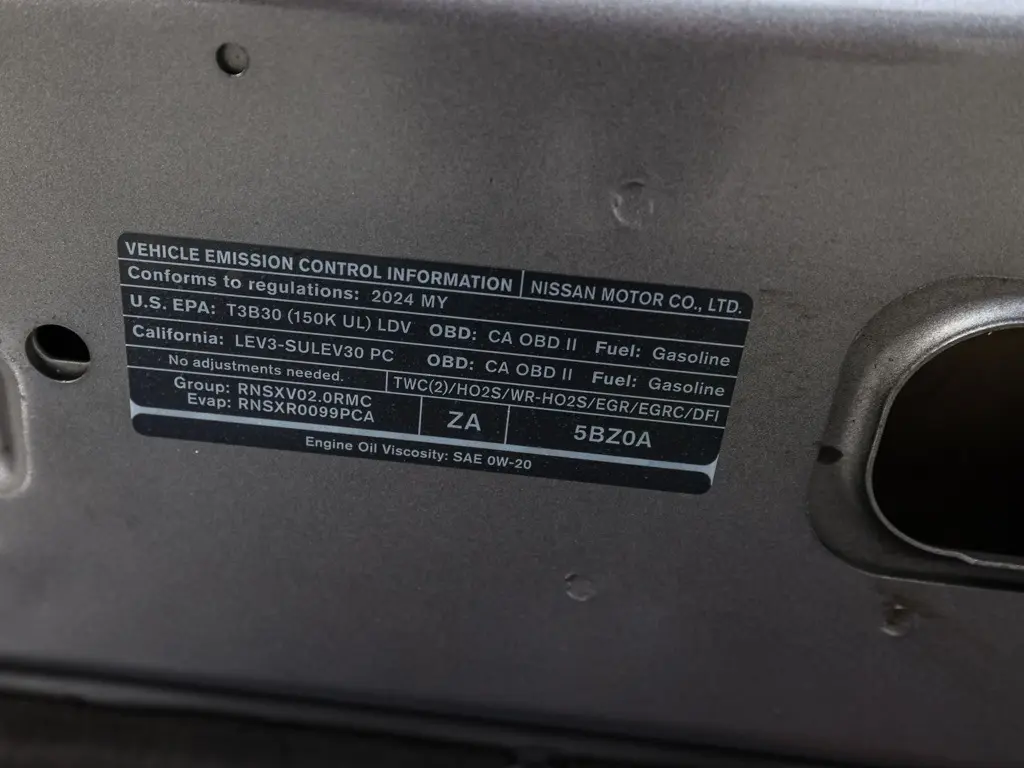 VEHICLE EMISSION CONTROL INFORMATION NISSAN MOTOR CO., LTD.
Conforms to regulations: 2024 MY
U.S. EPA: T3B30 (150K UL) LDV OBD: CA OBD II Fuel: Gasoline
California: LEV3-SULEV30 PC OBD: CA OBD II Fuel: Gasoline
No adjustments needed. TWC(2)/HO2S/WR-HO2S/EGR/EGRC/DFI
Group: RNSXV02.0RMC
Evap: RNSXR0099PCA ZA 5BZ0A
Engine Oil Viscosity: SAE 0W-20